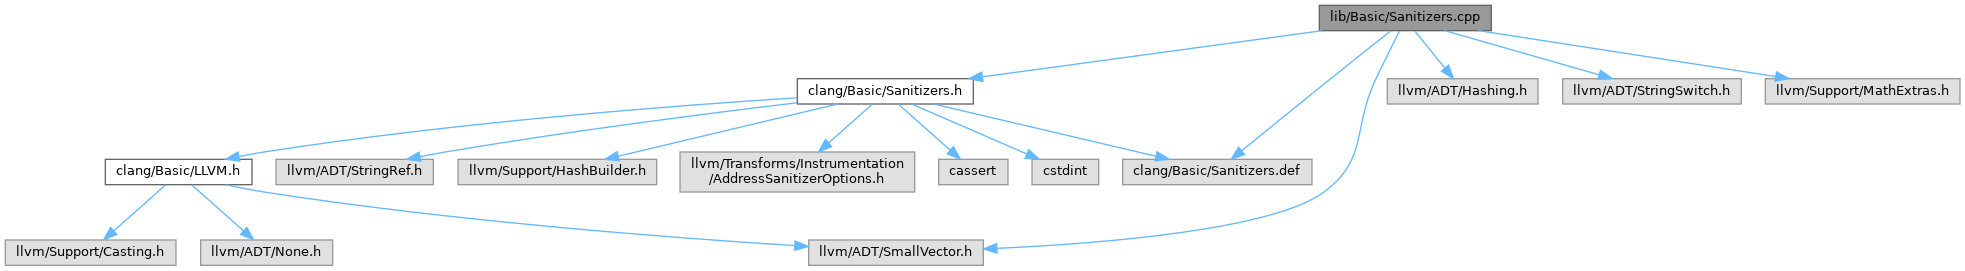 lib/Basic/Sanitizers.cpp
clang/Basic/Sanitizers.h
llvm/ADT/Hashing.h
llvm/ADT/StringSwitch.h
llvm/Support/MathExtras.h
clang/Basic/LLVM.h
llvm/ADT/StringRef.h
llvm/Support/HashBuilder.h
llvm/Transforms/Instrumentation
/AddressSanitizerOptions.h
cassert
cstdint
clang/Basic/Sanitizers.def
llvm/Support/Casting.h
llvm/ADT/None.h
llvm/ADT/SmallVector.h